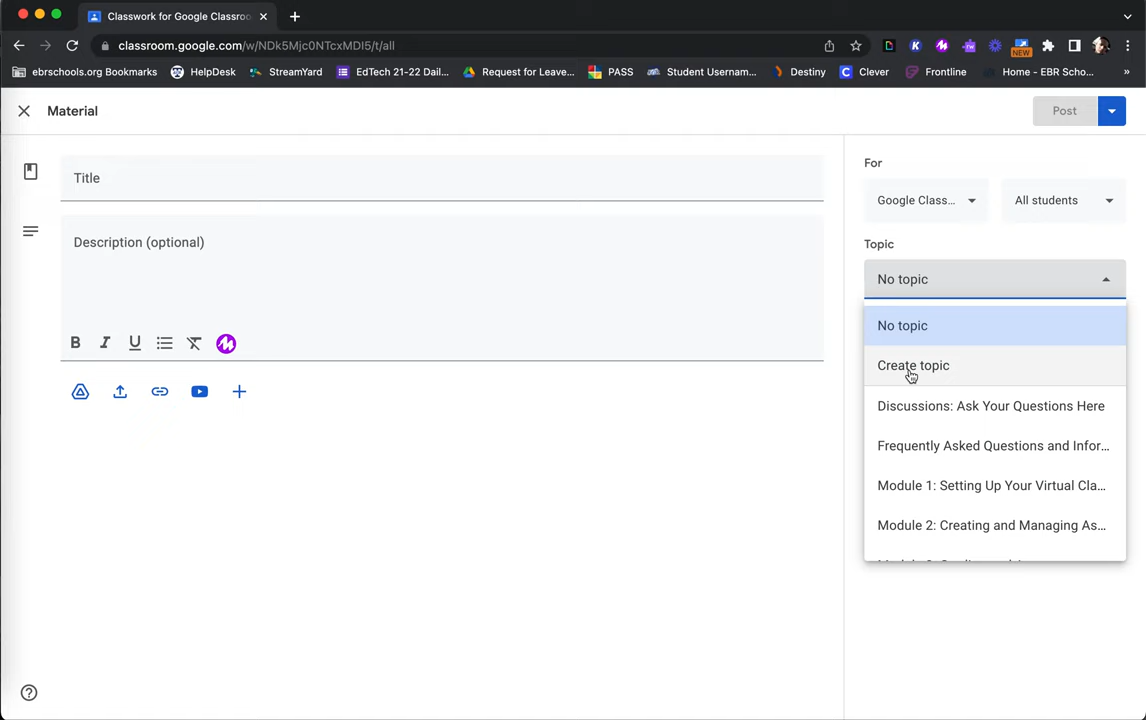 Classwork for Google Classroo
classroom.google.com/w/NDk5Mjc0NTcxMDI5/t/all
NEW
ebrschools.org Bookmarks
HelpDesk
StreamYard
EdTech 21-22 Dail...
Request for Leave...
PASS
Student Usernam...
Destiny
Clever
Frontline
Home - EBR Scho...
»
Material
Post
Title
Description (optional)
B I U
For
Google Class...
All students
Topic
No topic
No topic
Create topic
Discussions: Ask Your Questions Here
Frequently Asked Questions and Infor...
Module 1: Setting Up Your Virtual Cla...
Module 2: Creating and Managing As...